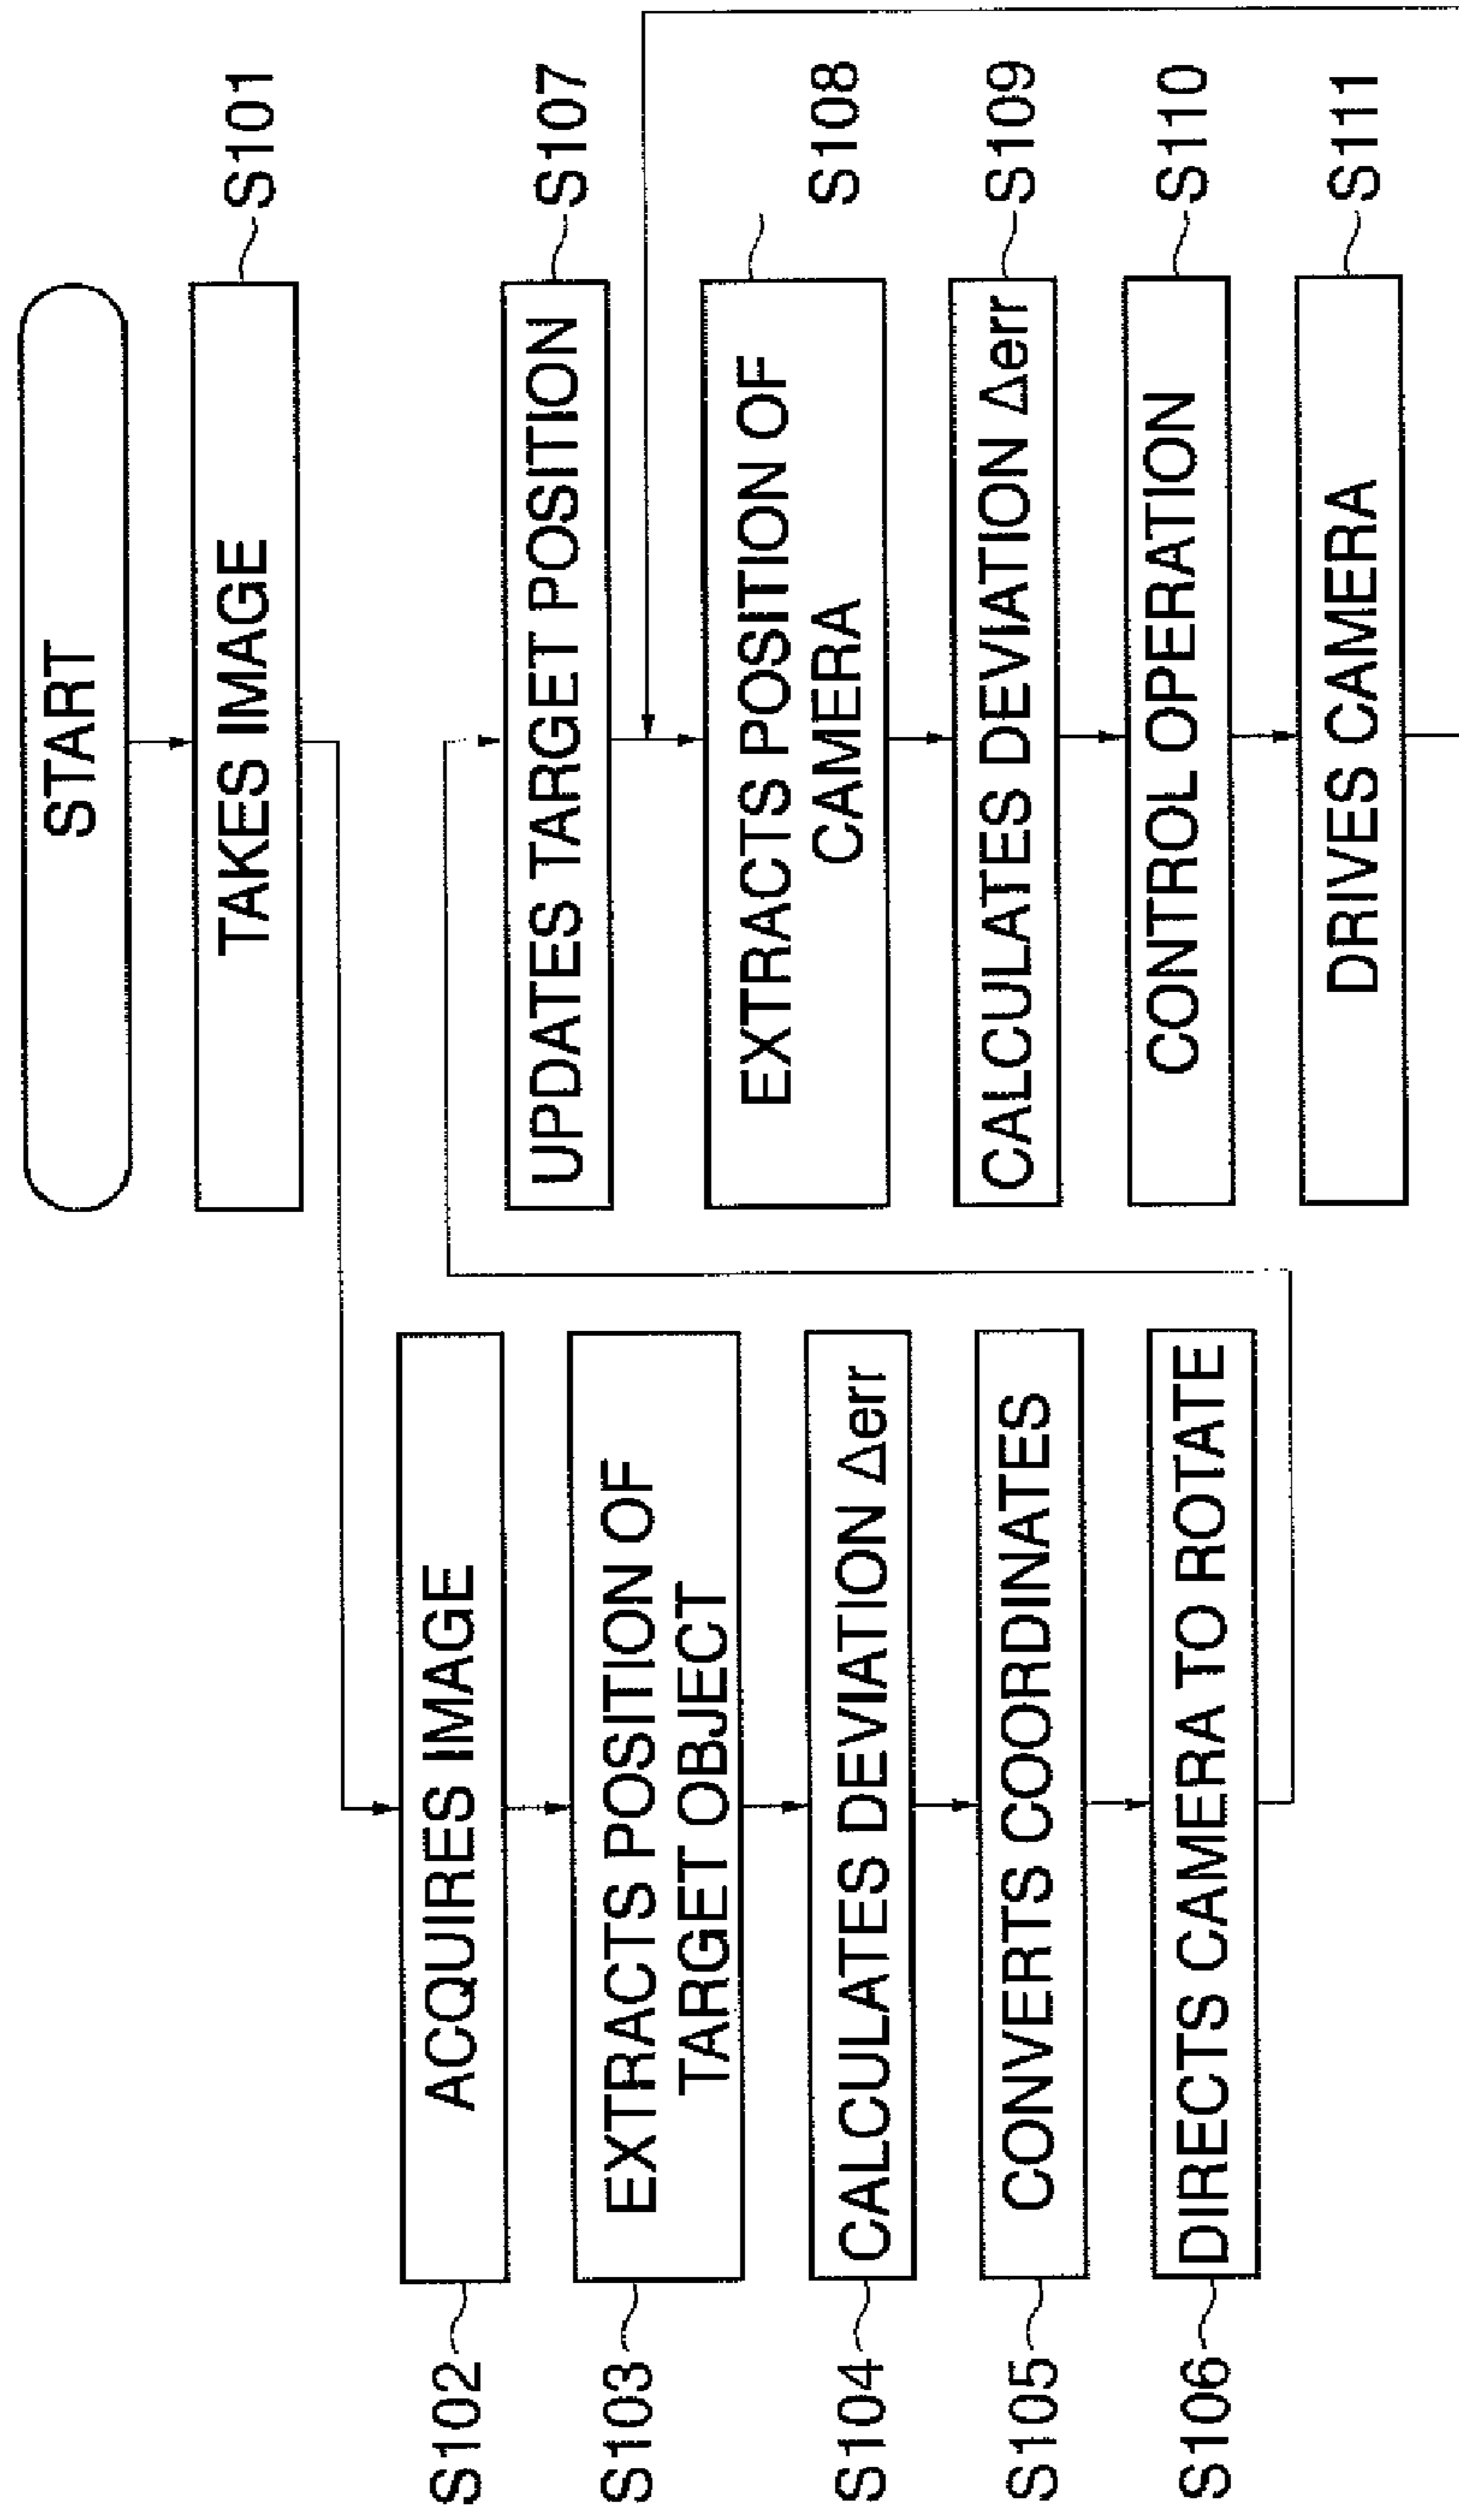 START
TAKES IMAGE
S101
S102
ACQUIRES IMAGE
S103
EXTRACTS POSITION OF
TARGET OBJECT
S104
CALCULATES DEVIATION Δerr
S105
CONVERTS COORDINATES
S106
DIRECTS CAMERA TO ROTATE
UPDATES TARGET POSITION
S107
EXTRACTS POSITION OF
CAMERA
S108
CALCULATES DEVIATION Δerr
S109
CONTROL OPERATION
S110
DRIVES CAMERA
S111